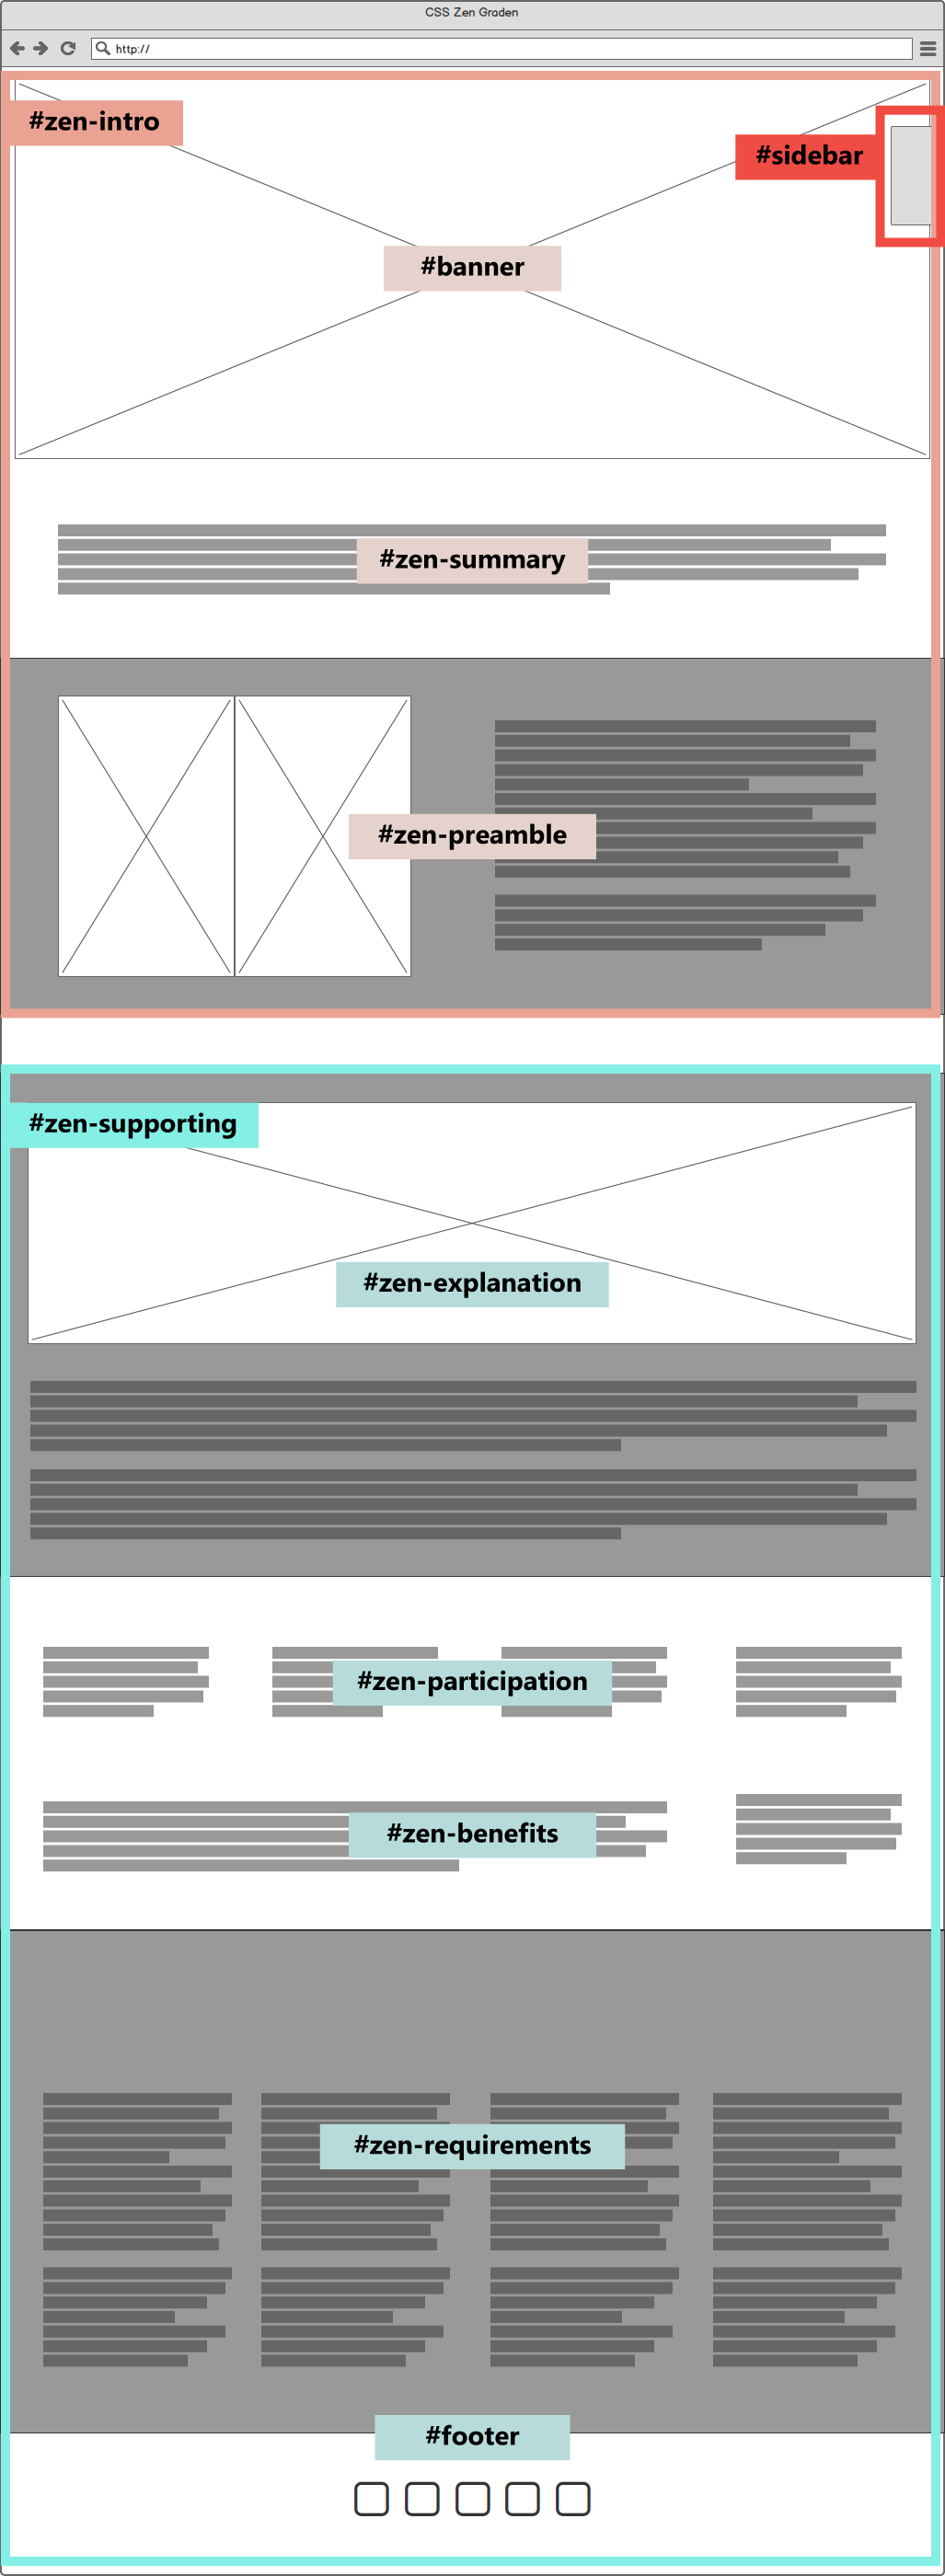 CSS Zen Graden
http://
#zen-intro
#sidebar
#banner
#zen-summary
#zen-preamble
#zen-supporting
#zen-explanation
#zen-participation
#zen-benefits
#zen-requirements
#footer